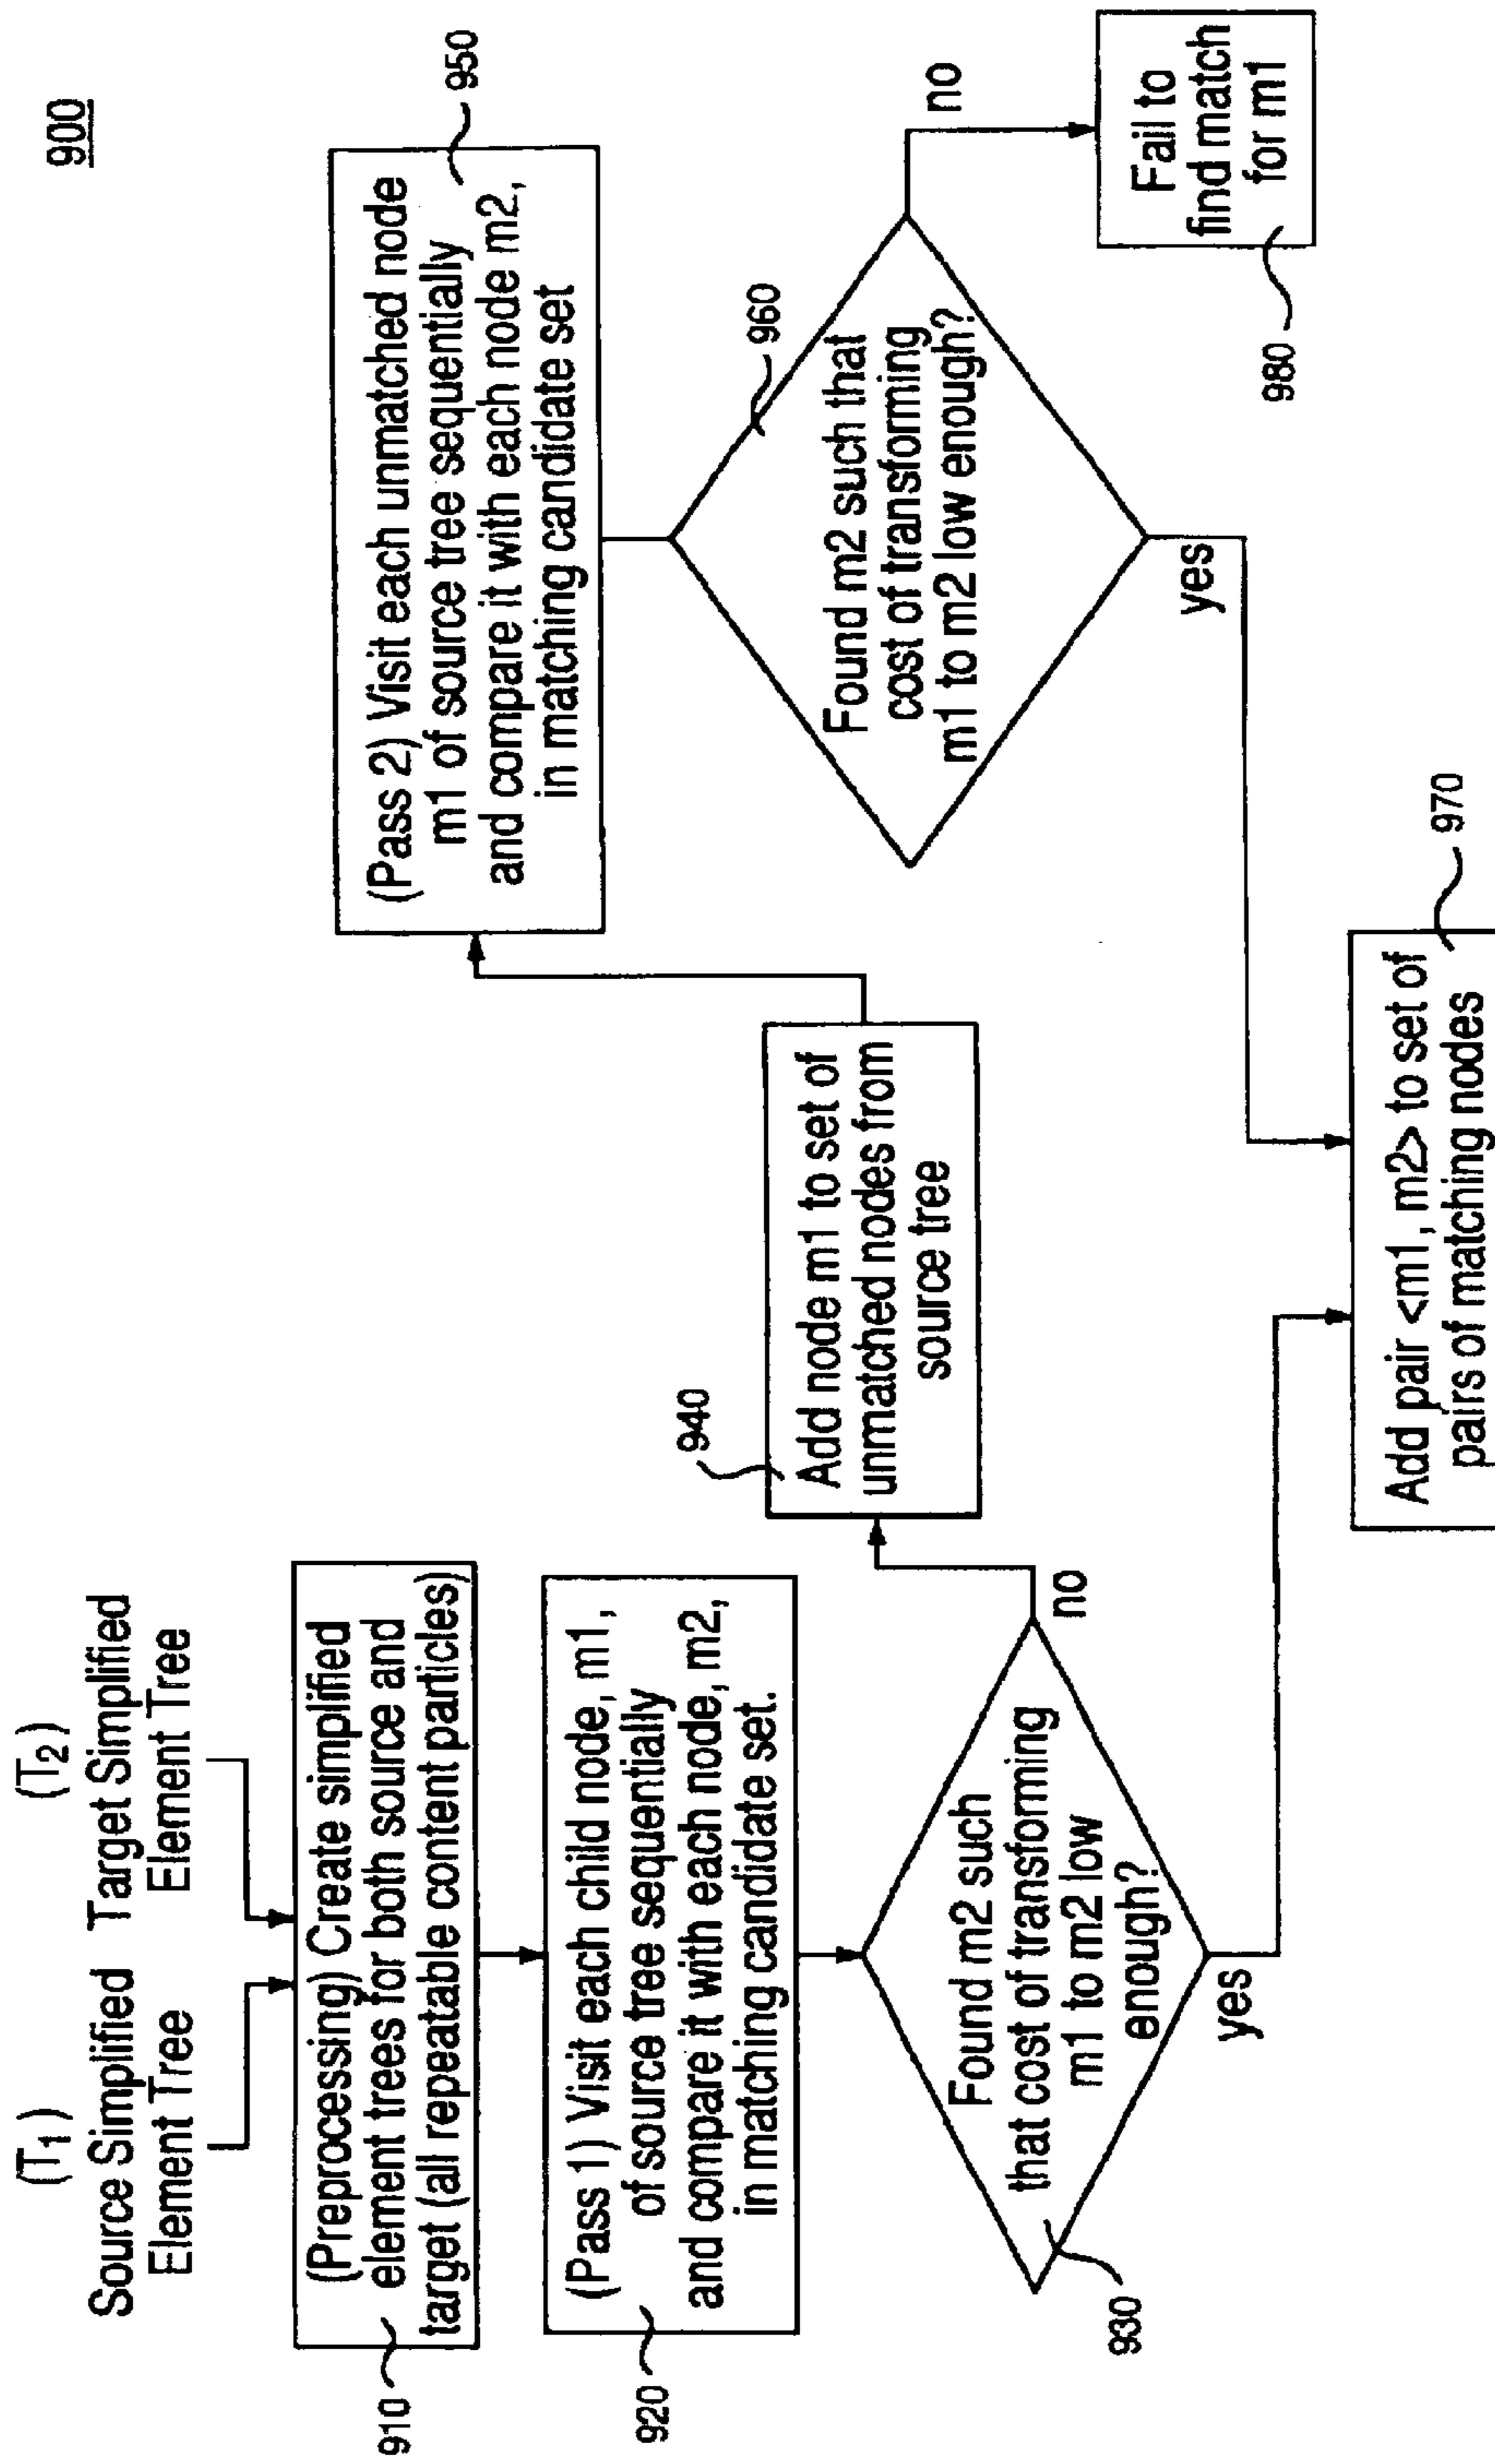 900
(T1)
Source Simplified
Element Tree
(T2)
Target Simplified
Element Tree
910
(Preprocessing) Create simplified
element trees for both source and
target (all repeatable content particles)
920
(Pass 1) Visit each child node, m1,
of source tree sequentially
and compare it with each node, m2,
in matching candidate set.
930
Found m2 such
that cost of transforming
m1 to m2 low
enough?
no
yes
940
Add node m1 to set of
unmatched nodes from
source tree
950
(Pass 2) Visit each unmatched node
m1 of source tree sequentially
and compare it with each node m2,
in matching candidate set
960
Found m2 such that
cost of transforming
m1 to m2 low enough?
no
yes
970
Add pair <m1, m2> to set of
pairs of matching nodes
980
Fail to
find match
for m1